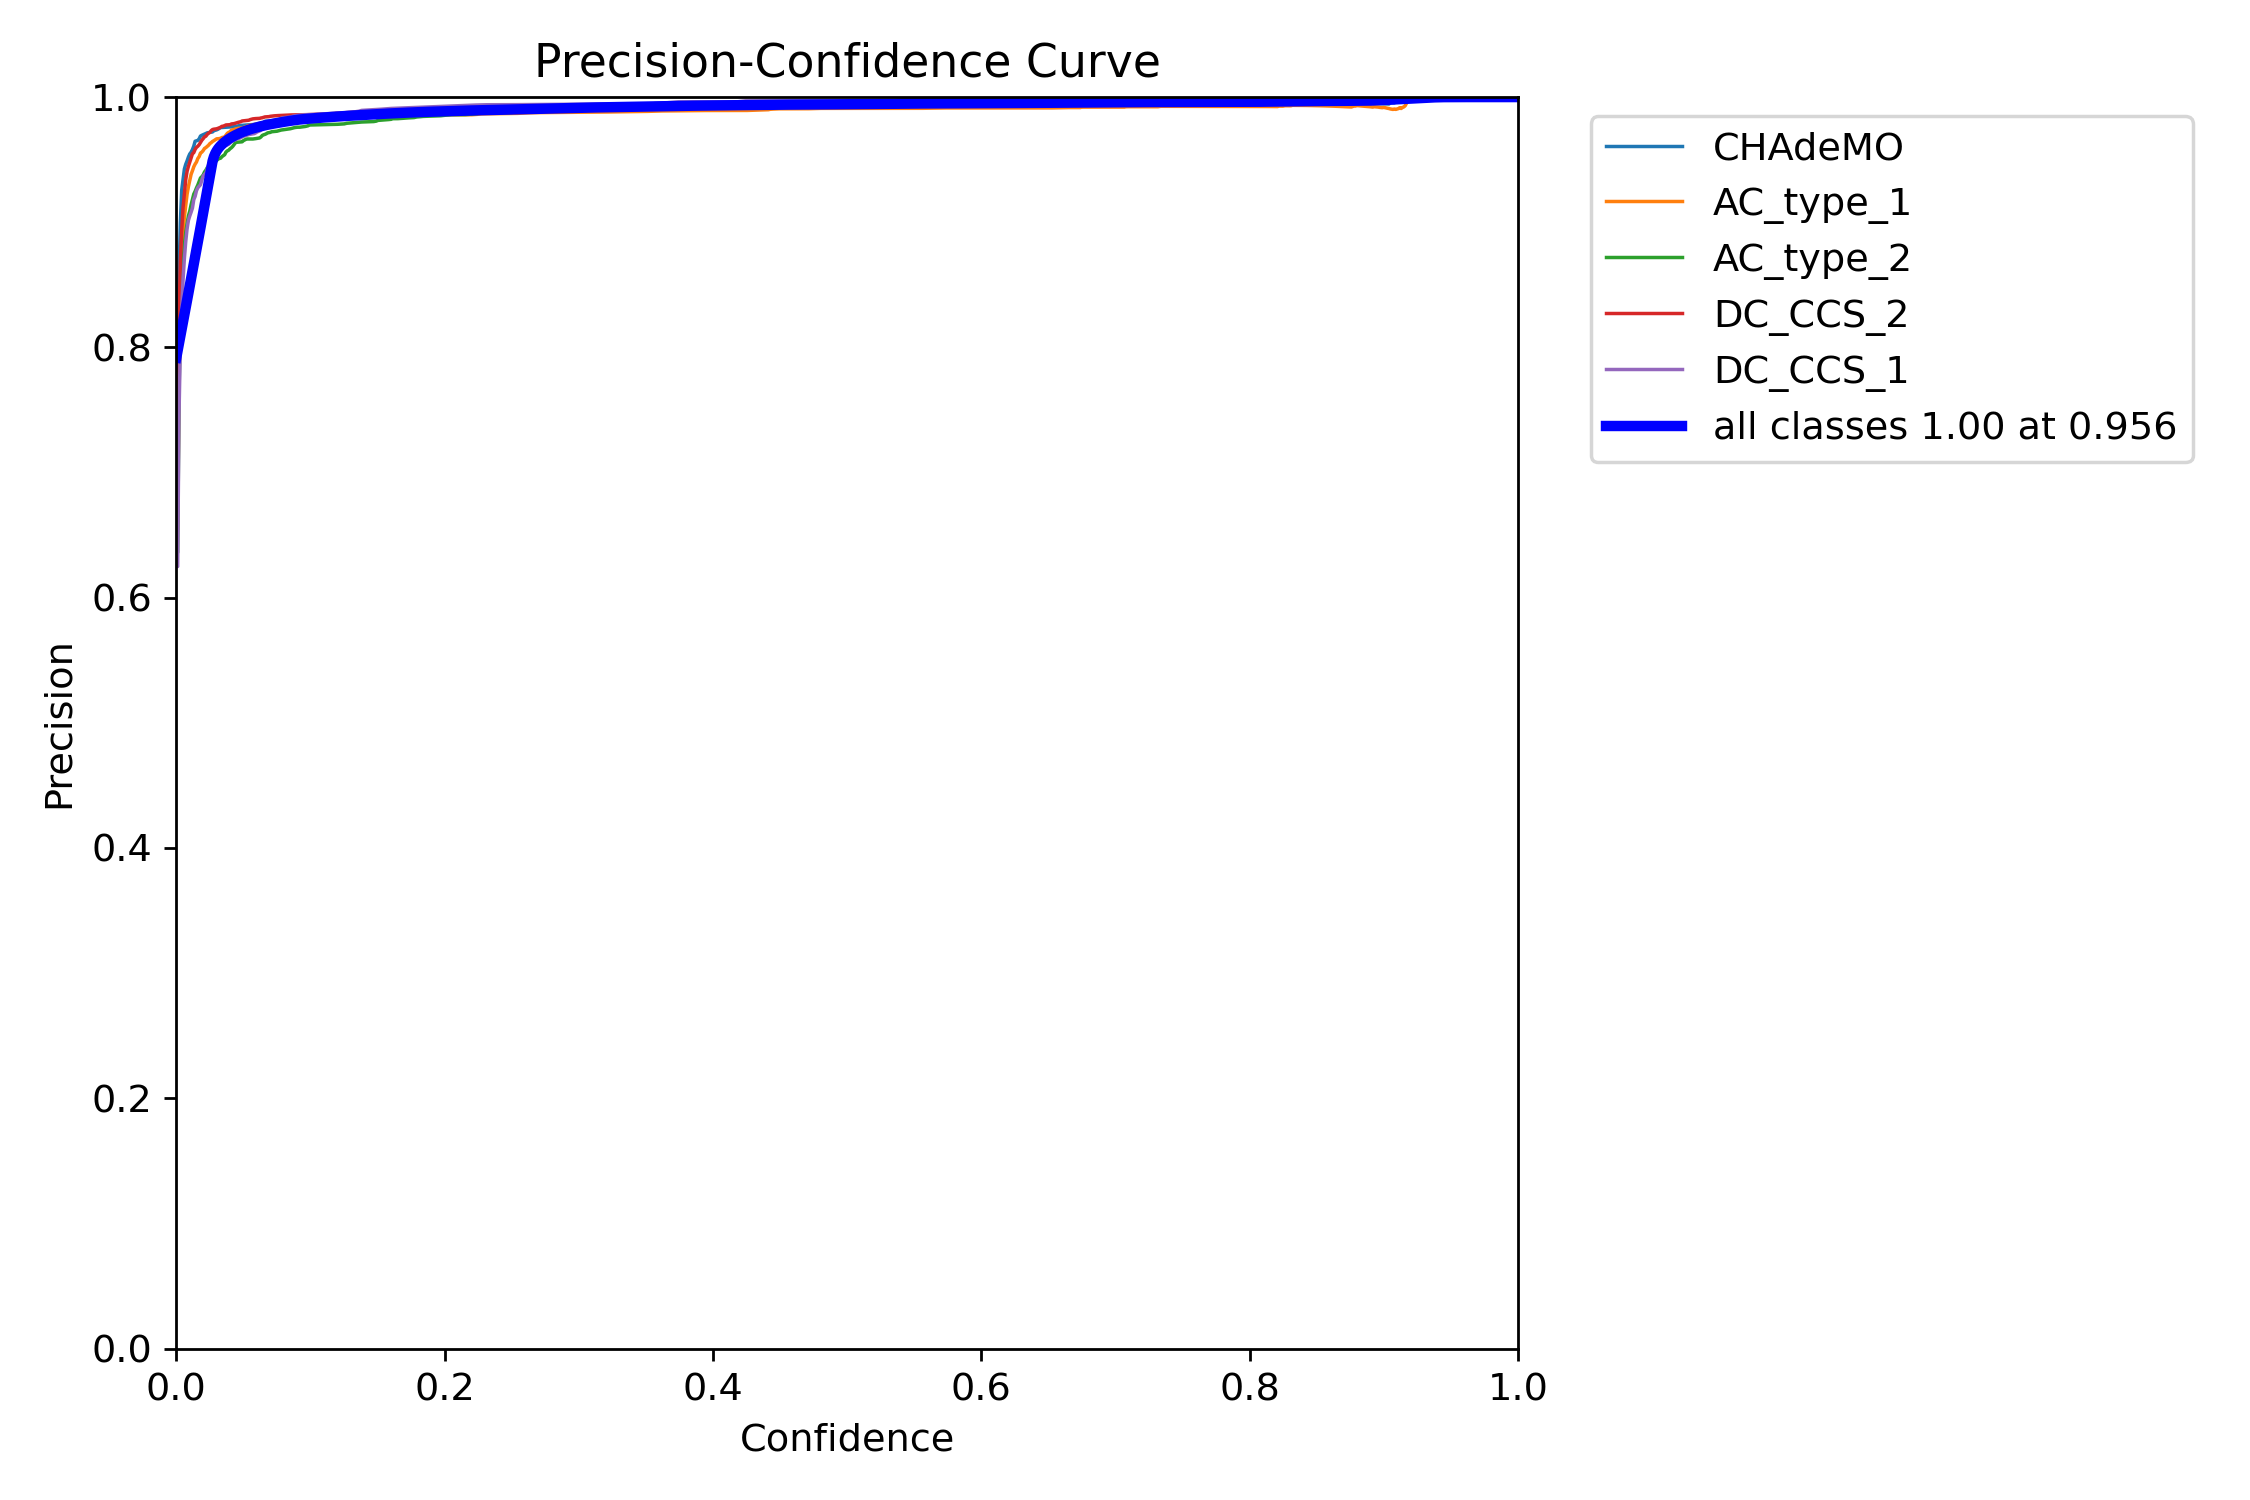 Precision-Confidence Curve
1.0
0.8
0.6
0.4
0.2
0.0
Precision
0.0 0.2 0.4 0.6 0.8 1.0
Confidence
CHAdeMO
AC_type_1
AC_type_2
DC_CCS_2
DC_CCS_1
all classes 1.00 at 0.956